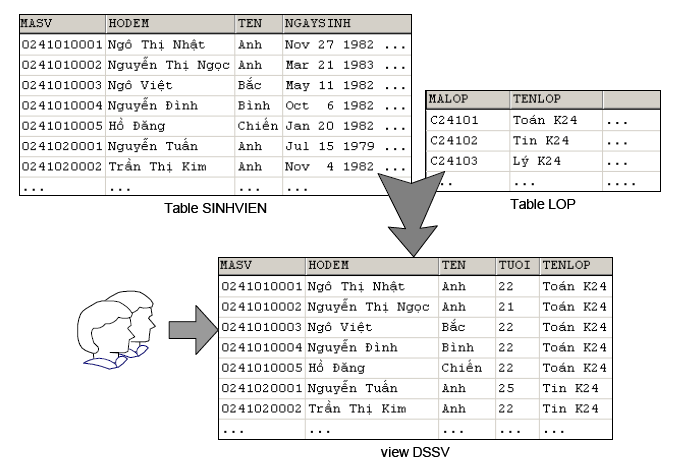 MASV HODEM TEN NGAYSINH
0241010001 Ngô Thị Nhật Anh Nov 27 1982 ...
0241010002 Nguyễn Thị Ngọc Anh Mar 21 1983 ...
0241010003 Ngô Việt Bắc May 11 1982 ...
0241010004 Nguyễn Đình Bình Oct 6 1982 ...
0241010005 Hồ Đăng Chiến Jan 20 1982 ...
0241020001 Nguyễn Tuấn Anh Jul 15 1979 ...
0241020002 Trần Thị Kim Anh Nov 4 1982 ...
... ... ... ...
Table SINHVIEN
MALOP TENLOP
C24101 Toán K24 ...
C24102 Tin K24 ...
C24103 Lý K24 ...
... ... ....
Table LOP
MASV HODEM TEN TUOI TENLOP
0241010001 Ngô Thị Nhật Anh 22 Toán K24
0241010002 Nguyễn Thị Ngọc Anh 21 Toán K24
0241010003 Ngô Việt Bắc 22 Toán K24
0241010004 Nguyễn Đình Bình 22 Toán K24
0241010005 Hồ Đăng Chiến 22 Toán K24
0241020001 Nguyễn Tuấn Anh 25 Tin K24
0241020002 Trần Thị Kim Anh 22 Tin K24
... ... ... ... ...
view DSSV